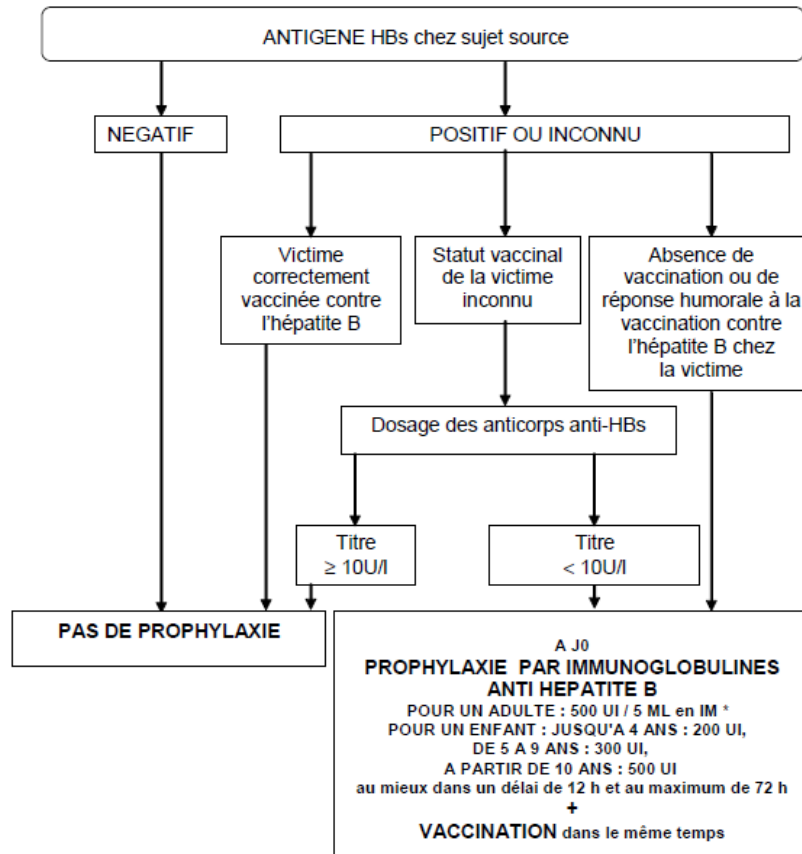 ANTIGENE HBs chez sujet source
NEGATIF
POSITIF OU INCONNU
Victime
correctement
vaccinée contre
l'hépatite B
Statut vaccinal
de la victime
inconnu
Absence de
vaccination ou de
réponse humorale à la
vaccination contre
l'hépatite B chez
la victime
Dosage des anticorps anti-HBs
Titre
≥ 10U/l
Titre
< 10U/l
PAS DE PROPHYLAXIE
A J0
PROPHYLAXIE PAR IMMUNOGLOBULINES
ANTI HEPATITE B
POUR UN ADULTE : 500 UI / 5 ML en IM *
POUR UN ENFANT : JUSQU'A 4 ANS : 200 UI,
DE 5 A 9 ANS : 300 UI,
A PARTIR DE 10 ANS : 500 UI
au mieux dans un délai de 12 h et au maximum de 72 h
+
VACCINATION dans le même temps